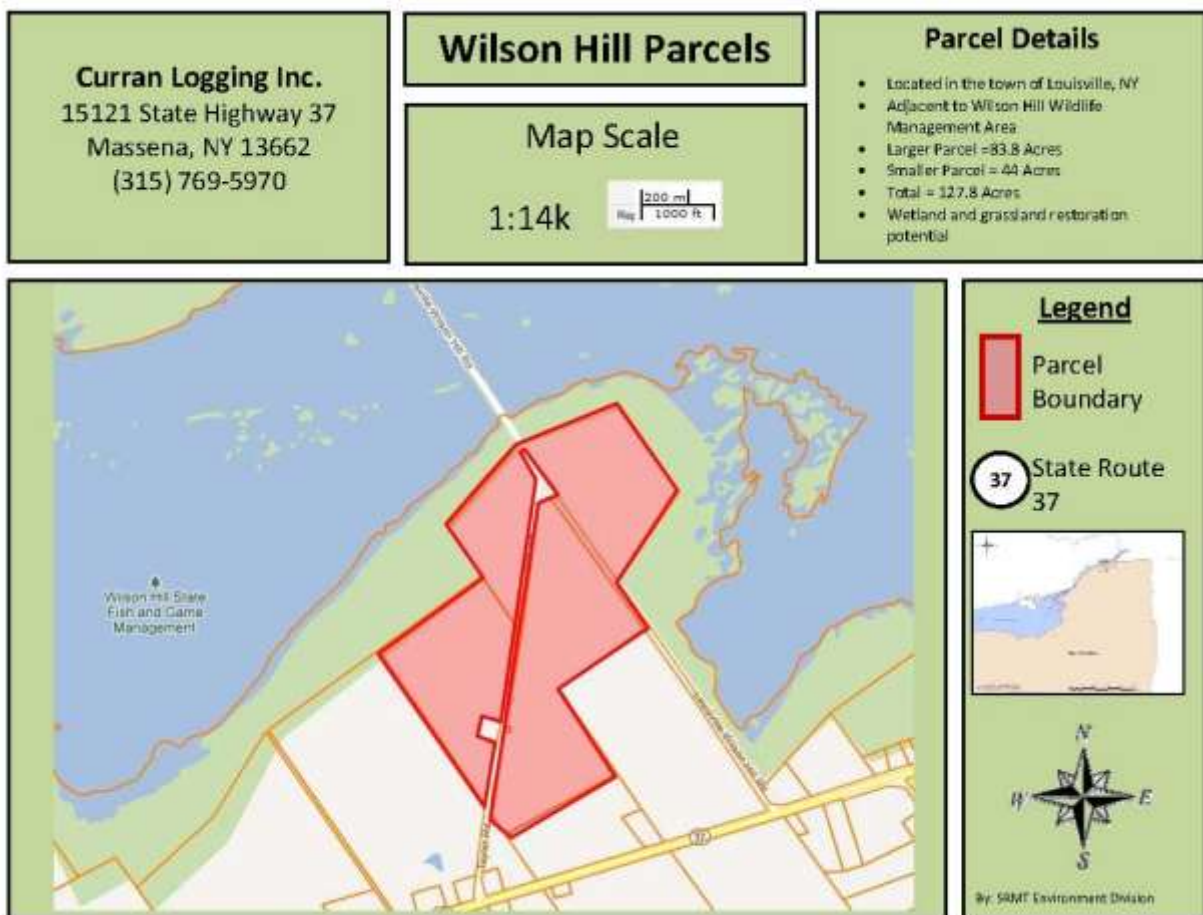 Curran Logging Inc.
15121 State Highway 37
Massena, NY 13662
(315) 769-5970
Wilson Hill Parcels
Map Scale
1:14k
200 m
1000 ft
Parcel Details
• Located in the town of Louisville, NY
• Adjacent to Wilson Hill Wildlife
Management Area
• Larger Parcel =83.8 Acres
• Smaller Parcel = 44 Acres
• Total = 127.8 Acres
• Wetland and grassland restoration
potential
Wilson Hill State
Fish and Game
Management
Wilson Hill Rd
37
Legend
Parcel
Boundary
37
State Route
37
N
W
E
S
By: SRMT Environment Division